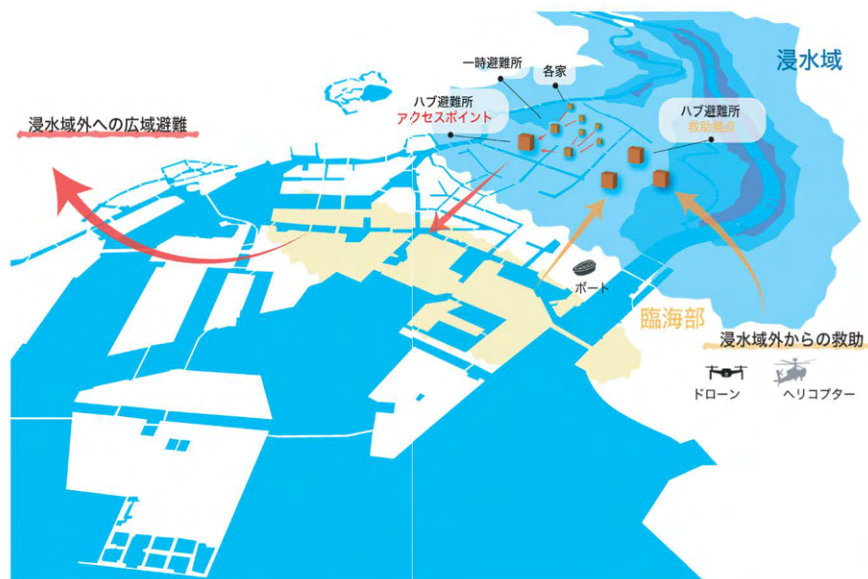 浸水域
一時避難所
各家
ハブ避難所
アクセスポイント
ハブ避難所
救助拠点
浸水域外への広域避難
ボート
臨海部
浸水域外からの救助
ドローン
ヘリコプター